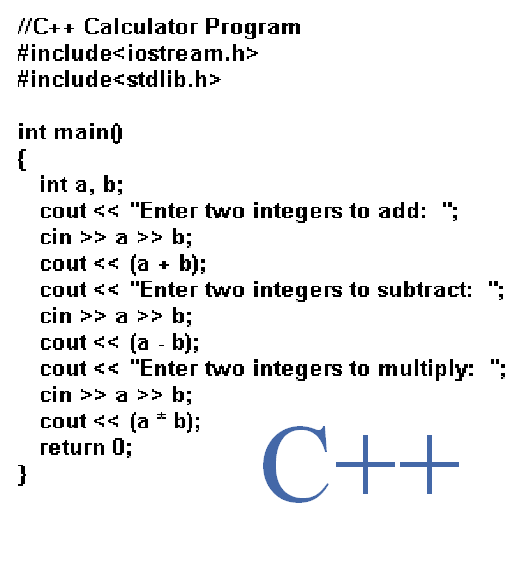 //C++ Calculator Program
#include<iostream.h>
#include<stdlib.h>

int main()
{
   int a, b;
   cout << "Enter two integers to add:  ";
   cin >> a >> b;
   cout << (a + b);
   cout << "Enter two integers to subtract:  ";
   cin >> a >> b;
   cout << (a - b);
   cout << "Enter two integers to multiply:  ";
   cin >> a >> b;
   cout << (a * b);
   return 0;
}
C++